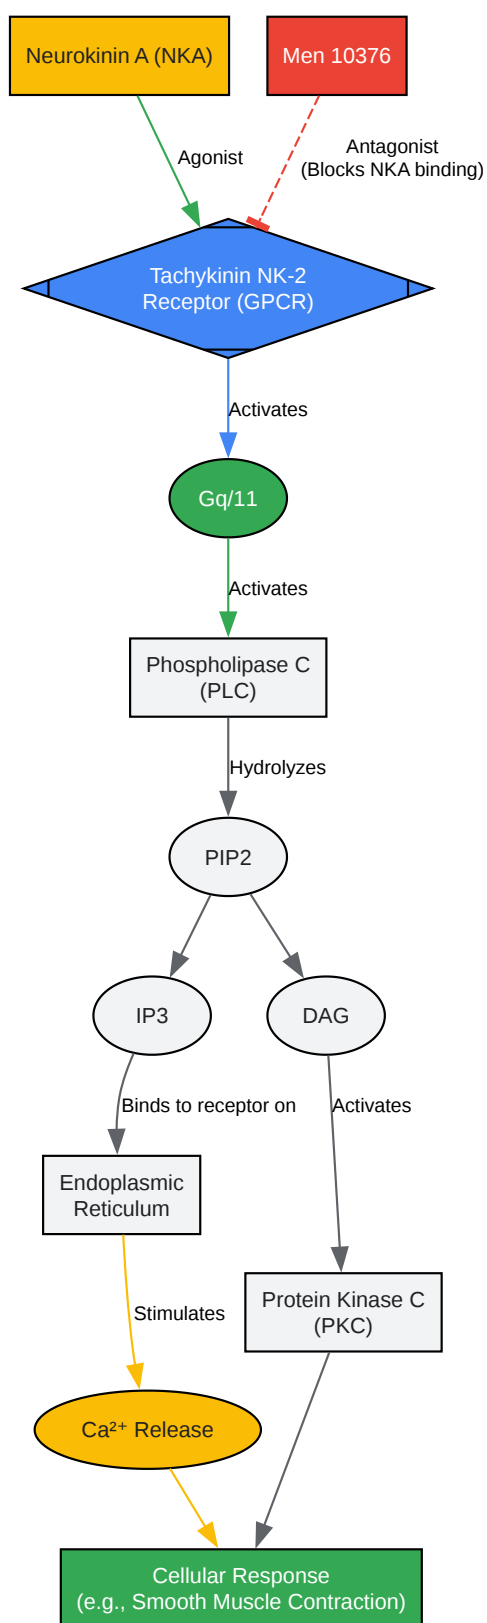 Neurokinin A (NKA)
Men 10376
Agonist
Antagonist
(Blocks NKA binding)
Tachykinin NK-2
Receptor (GPCR)
Activates
Gq/11
Activates
Phospholipase C
(PLC)
Hydrolyzes
PIP2
IP3
DAG
Binds to receptor on
Activates
Endoplasmic
Reticulum
Protein Kinase C
(PKC)
Stimulates
Ca²⁺ Release
Cellular Response
(e.g., Smooth Muscle Contraction)